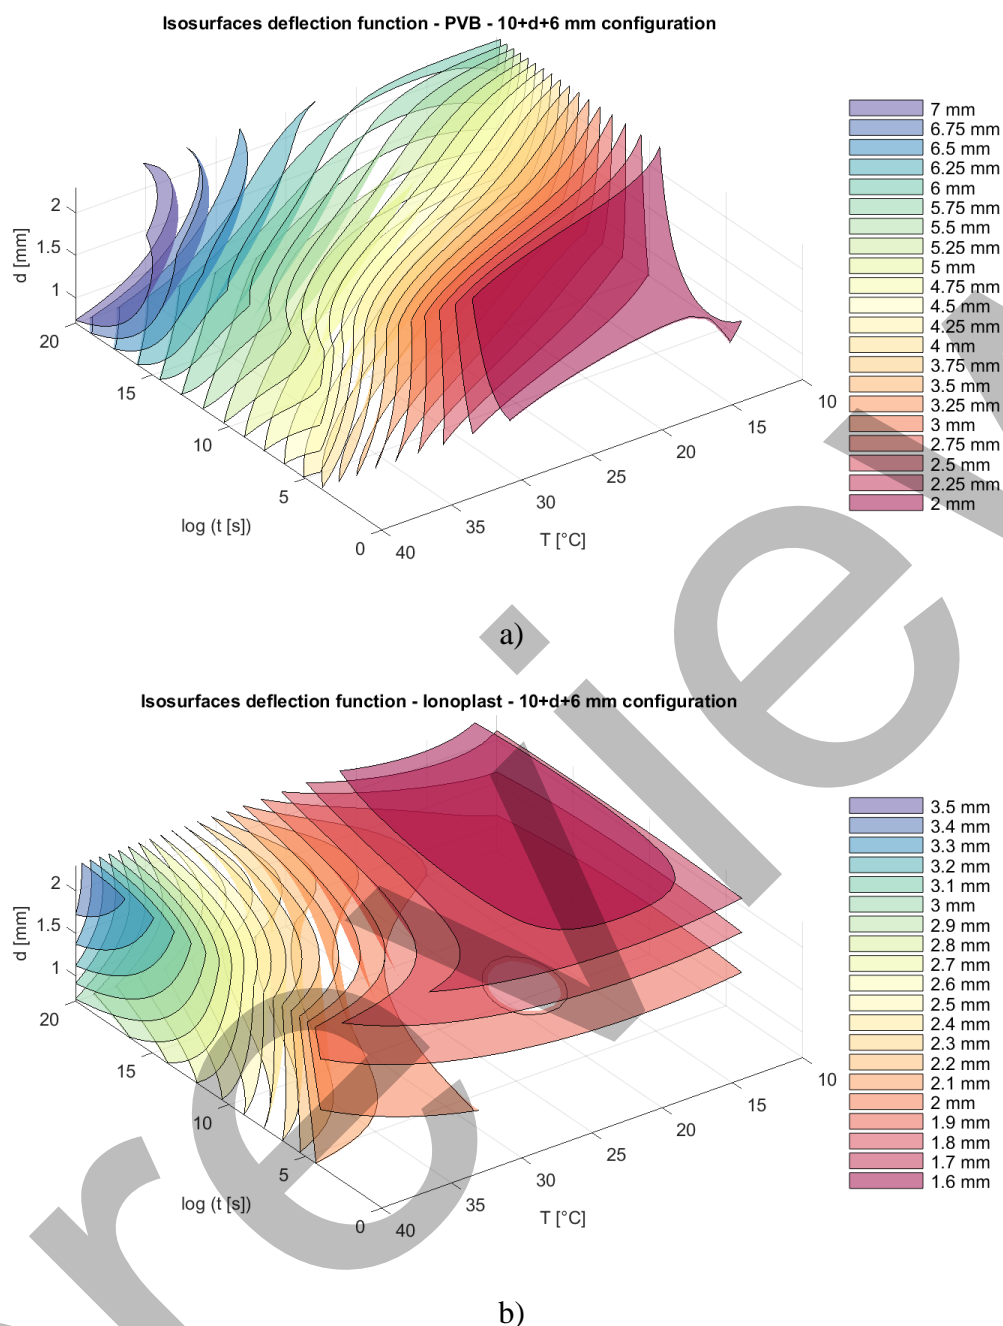 Isosurfaces deflection function - PVB - 10+d+6 mm configuration
7 mm
6.75 mm
6.5 mm
6.25 mm
6 mm
5.75 mm
5.5 mm
5.25 mm
5 mm
4.75 mm
4.5 mm
4.25 mm
4 mm
3.75 mm
3.5 mm
3.25 mm
3 mm
2.75 mm
2.5 mm
2.25 mm
2 mm
d [mm]
2
1.5
1
20
15
10
5
0
log (t [s])
40
35
30
25
20
15
10
T [°C]
a)
Isosurfaces deflection function - Ionoplast - 10+d+6 mm configuration
3.5 mm
3.4 mm
3.3 mm
3.2 mm
3.1 mm
3 mm
2.9 mm
2.8 mm
2.7 mm
2.6 mm
2.5 mm
2.4 mm
2.3 mm
2.2 mm
2.1 mm
2 mm
1.9 mm
1.8 mm
1.7 mm
1.6 mm
d [mm]
2
1.5
1
20
15
10
5
0
log (t [s])
40
35
30
25
20
15
10
T [°C]
b)